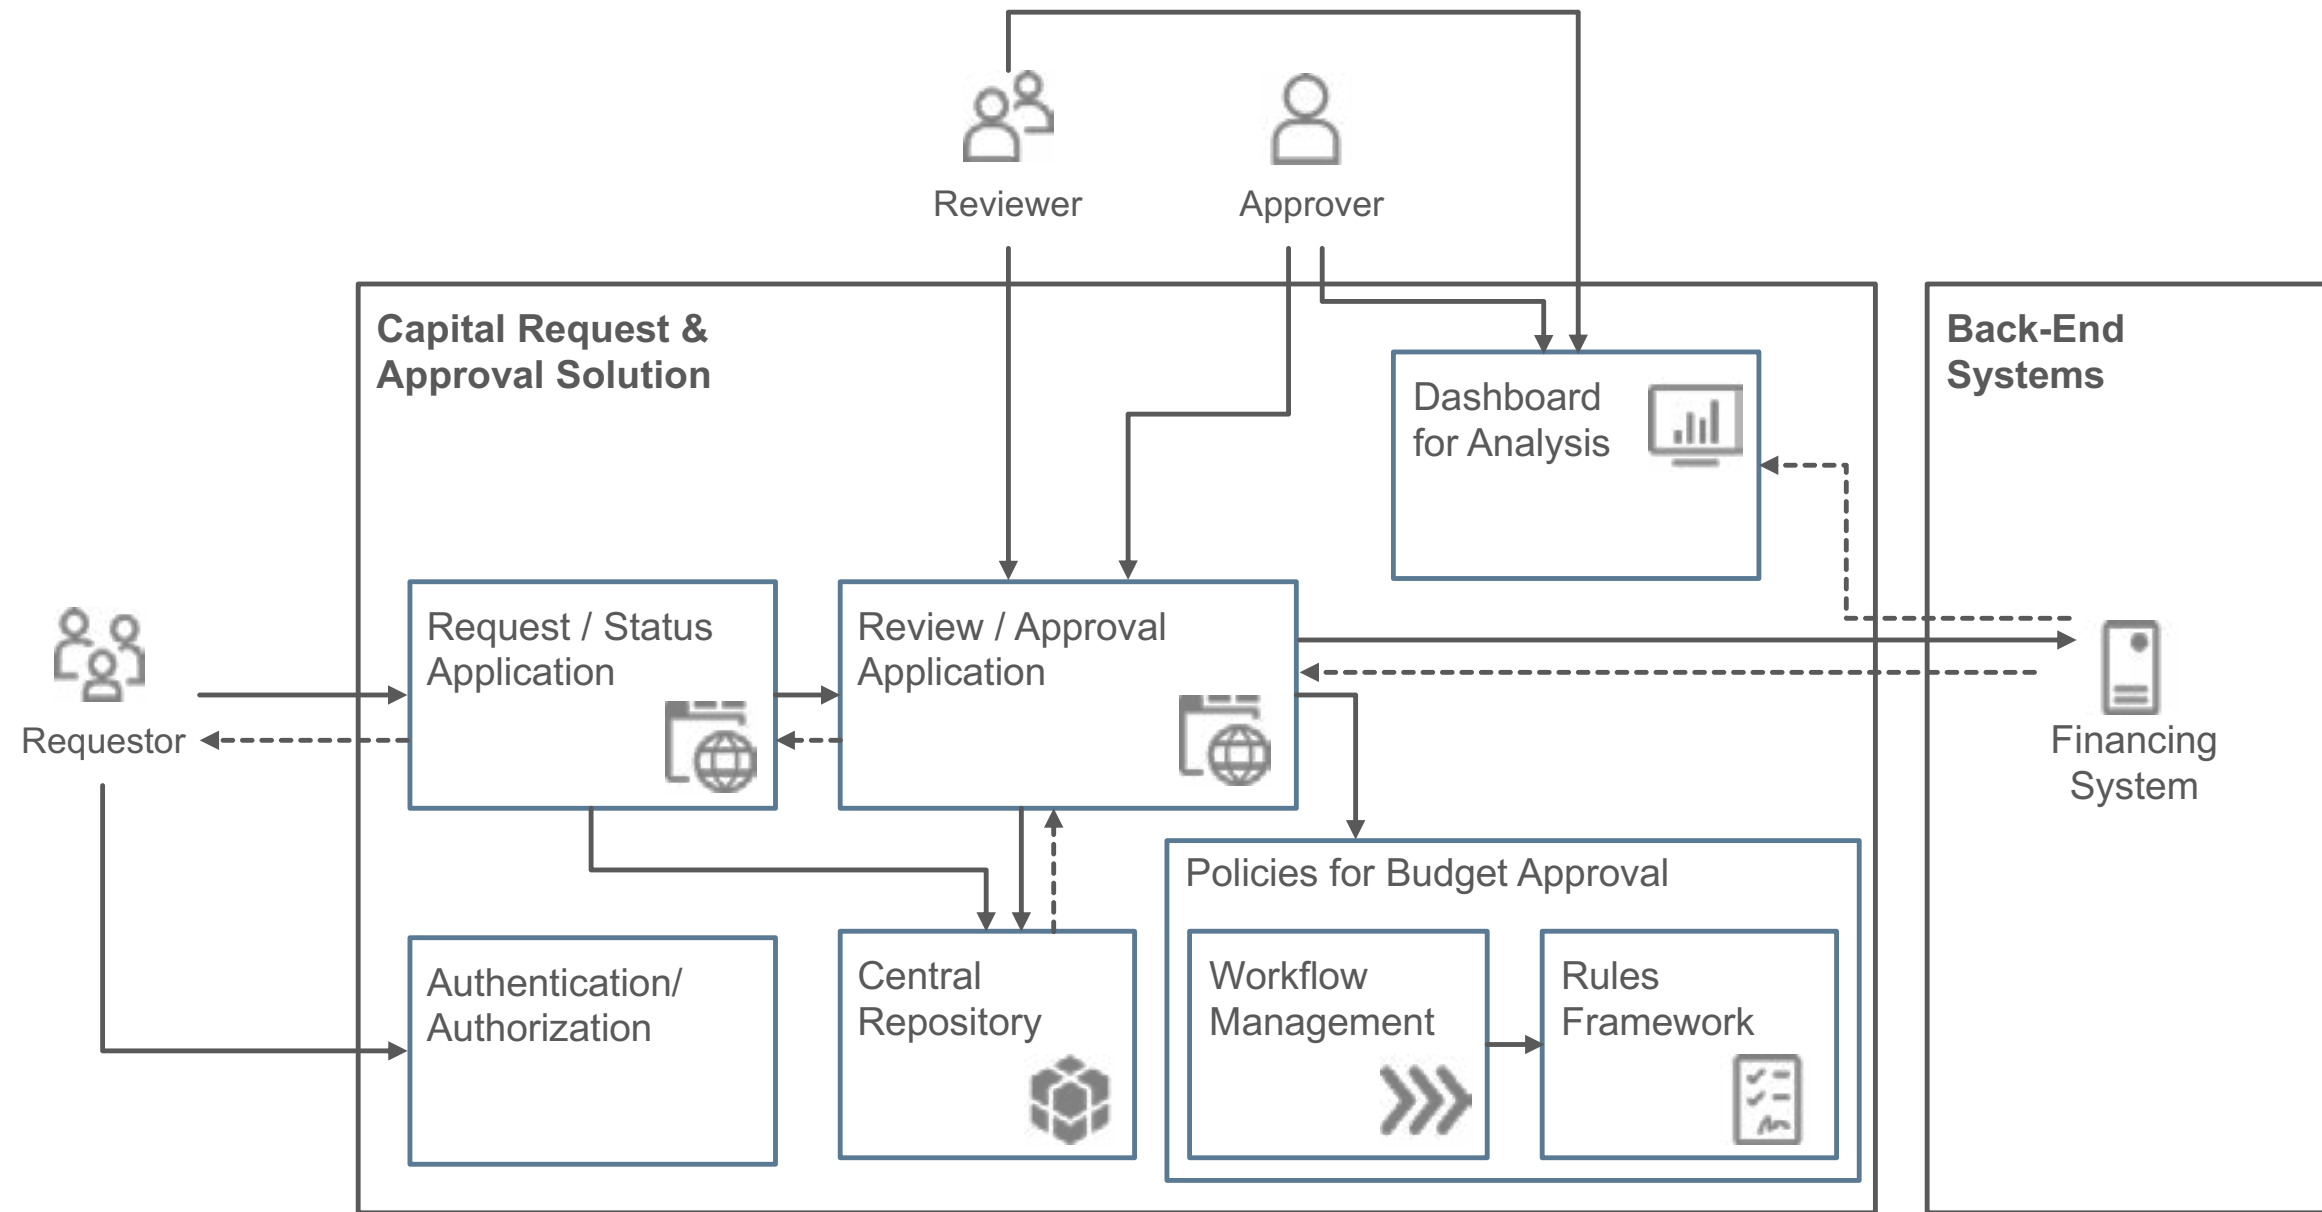 Reviewer
Approver
Capital Request &
Approval Solution
Back-End
Systems
Dashboard
for Analysis
Request / Status
Application
Review / Approval
Application
Requestor
Financing
System
Policies for Budget Approval
Authentication/
Authorization
Central
Repository
Workflow
Management
Rules
Framework